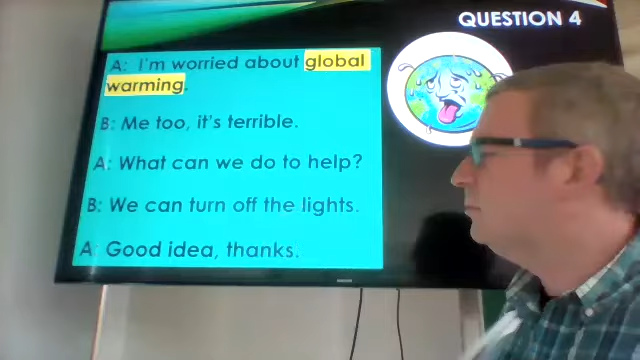 QUESTION 4
A: I'm worried about global
warming.
B: Me too, it's terrible.
A: What can we do to help?
B: We can turn off the lights.
A: Good idea, thanks.